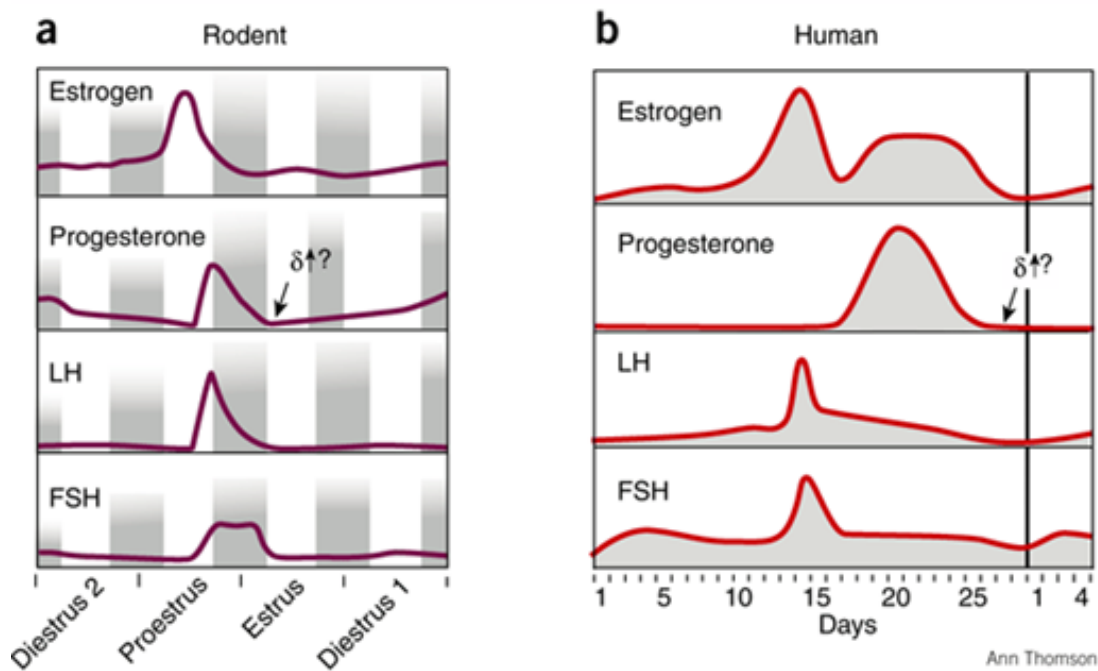 a Rodent
Estrogen
Progesterone
δ↑?
LH
FSH
Diestrus 2 Proestrus Estrus Diestrus 1
b Human
Estrogen
Progesterone
δ↑?
LH
FSH
1 5 10 15 20 25 1 4
Days
Ann Thomson